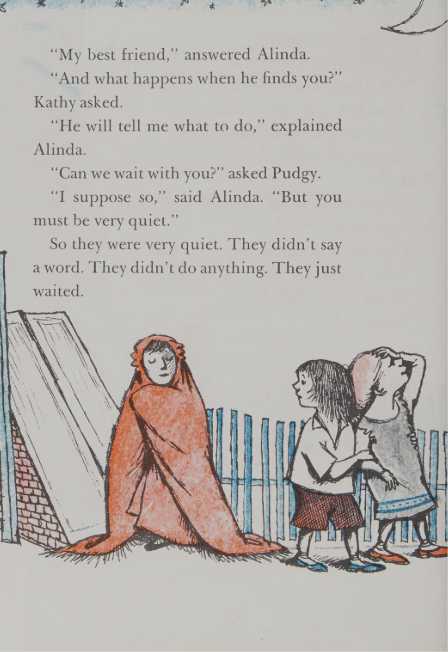 “My best friend,” answered Alinda.
“And what happens when he finds you?”
Kathy asked.
“He will tell me what to do,” explained
Alinda.
“Can we wait with you?” asked Pudgy.
“I suppose so,” said Alinda. “But you
must be very quiet.”
So they were very quiet. They didn’t say
a word. They didn’t do anything. They just
waited.